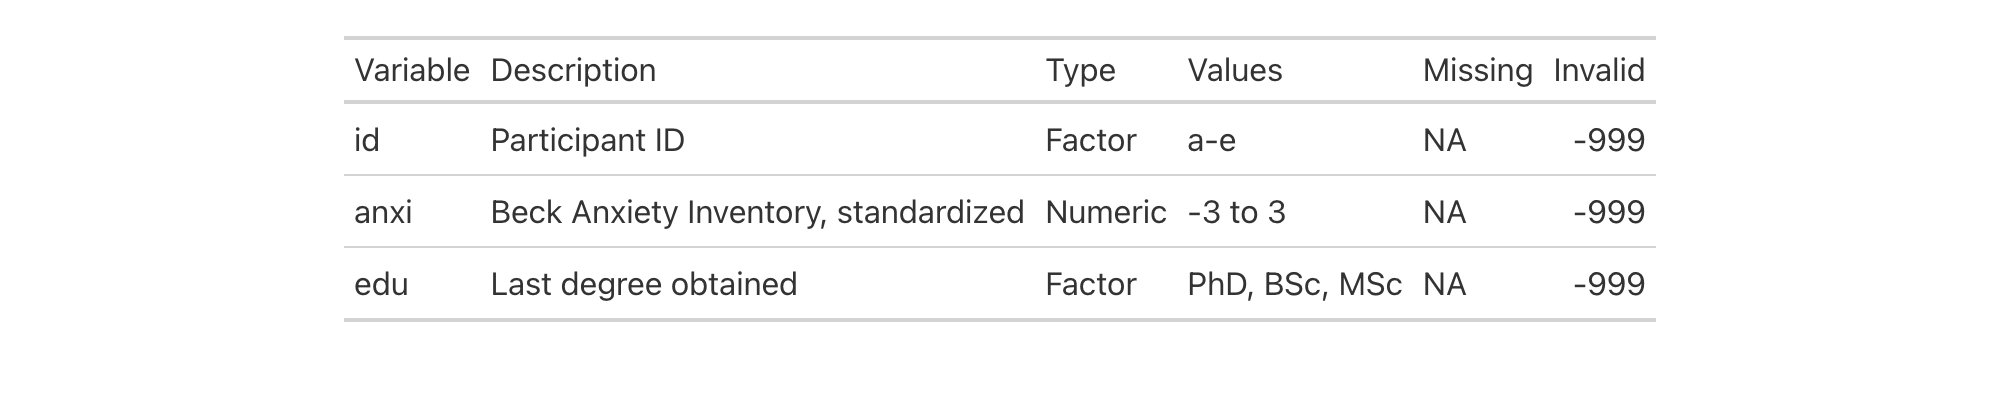 Variable Description Type Values Missing Invalid
id Participant ID Factor a-e NA -999
anxi Beck Anxiety Inventory, standardized Numeric -3 to 3 NA -999
edu Last degree obtained Factor PhD, BSc, MSc NA -999